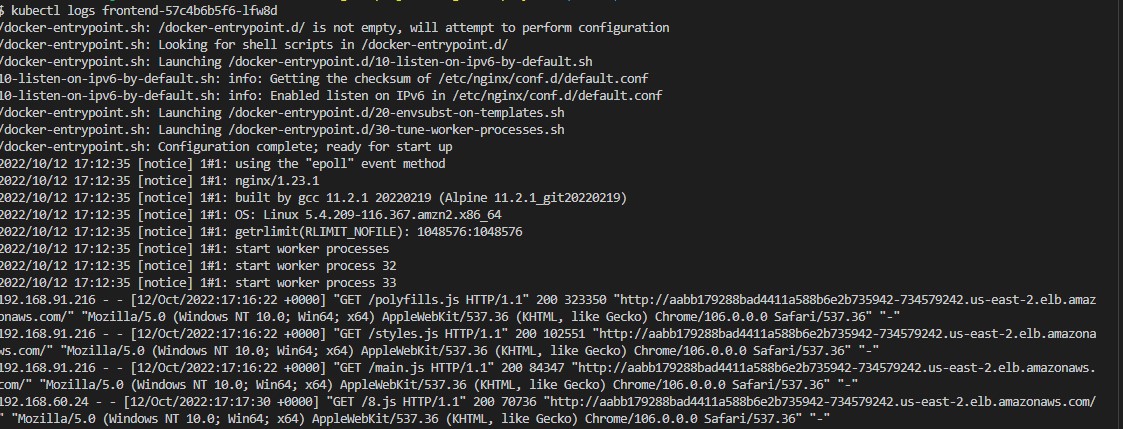 $ kubectl logs frontend-57c4b6b5f6-lfw8d
/docker-entrypoint.sh: /docker-entrypoint.d/ is not empty, will attempt to perform configuration
/docker-entrypoint.sh: Looking for shell scripts in /docker-entrypoint.d/
/docker-entrypoint.sh: Launching /docker-entrypoint.d/10-listen-on-ipv6-by-default.sh
10-listen-on-ipv6-by-default.sh: info: Getting the checksum of /etc/nginx/conf.d/default.conf
10-listen-on-ipv6-by-default.sh: info: Enabled listen on IPv6 in /etc/nginx/conf.d/default.conf
/docker-entrypoint.sh: Launching /docker-entrypoint.d/20-envsubst-on-templates.sh
/docker-entrypoint.sh: Launching /docker-entrypoint.d/30-tune-worker-processes.sh
/docker-entrypoint.sh: Configuration complete; ready for start up
2022/10/12 17:12:35 [notice] 1#1: using the "epoll" event method
2022/10/12 17:12:35 [notice] 1#1: nginx/1.23.1
2022/10/12 17:12:35 [notice] 1#1: built by gcc 11.2.1 20220219 (Alpine 11.2.1_git20220219)
2022/10/12 17:12:35 [notice] 1#1: OS: Linux 5.4.209-116.367.amzn2.x86_64
2022/10/12 17:12:35 [notice] 1#1: getrlimit(RLIMIT_NOFILE): 1048576:1048576
2022/10/12 17:12:35 [notice] 1#1: start worker processes
2022/10/12 17:12:35 [notice] 1#1: start worker process 32
2022/10/12 17:12:35 [notice] 1#1: start worker process 33
192.168.91.216 - - [12/Oct/2022:17:16:22 +0000] "GET /polyfills.js HTTP/1.1" 200 323350 "http://aabb179288bad4411a588b6e2b735942-734579242.us-east-2.elb.amaz
onaws.com/" "Mozilla/5.0 (Windows NT 10.0; Win64; x64) AppleWebKit/537.36 (KHTML, like Gecko) Chrome/106.0.0.0 Safari/537.36" "-"
192.168.91.216 - - [12/Oct/2022:17:16:22 +0000] "GET /styles.js HTTP/1.1" 200 102551 "http://aabb179288bad4411a588b6e2b735942-734579242.us-east-2.elb.amazona
ws.com/" "Mozilla/5.0 (Windows NT 10.0; Win64; x64) AppleWebKit/537.36 (KHTML, like Gecko) Chrome/106.0.0.0 Safari/537.36" "-"
192.168.91.216 - - [12/Oct/2022:17:16:22 +0000] "GET /main.js HTTP/1.1" 200 84347 "http://aabb179288bad4411a588b6e2b735942-734579242.us-east-2.elb.amazonaws.
com/" "Mozilla/5.0 (Windows NT 10.0; Win64; x64) AppleWebKit/537.36 (KHTML, like Gecko) Chrome/106.0.0.0 Safari/537.36" "-"
192.168.60.24 - - [12/Oct/2022:17:17:30 +0000] "GET /8.js HTTP/1.1" 200 70736 "http://aabb179288bad4411a588b6e2b735942-734579242.us-east-2.elb.amazonaws.com/
" "Mozilla/5.0 (Windows NT 10.0; Win64; x64) AppleWebKit/537.36 (KHTML, like Gecko) Chrome/106.0.0.0 Safari/537.36" "-"